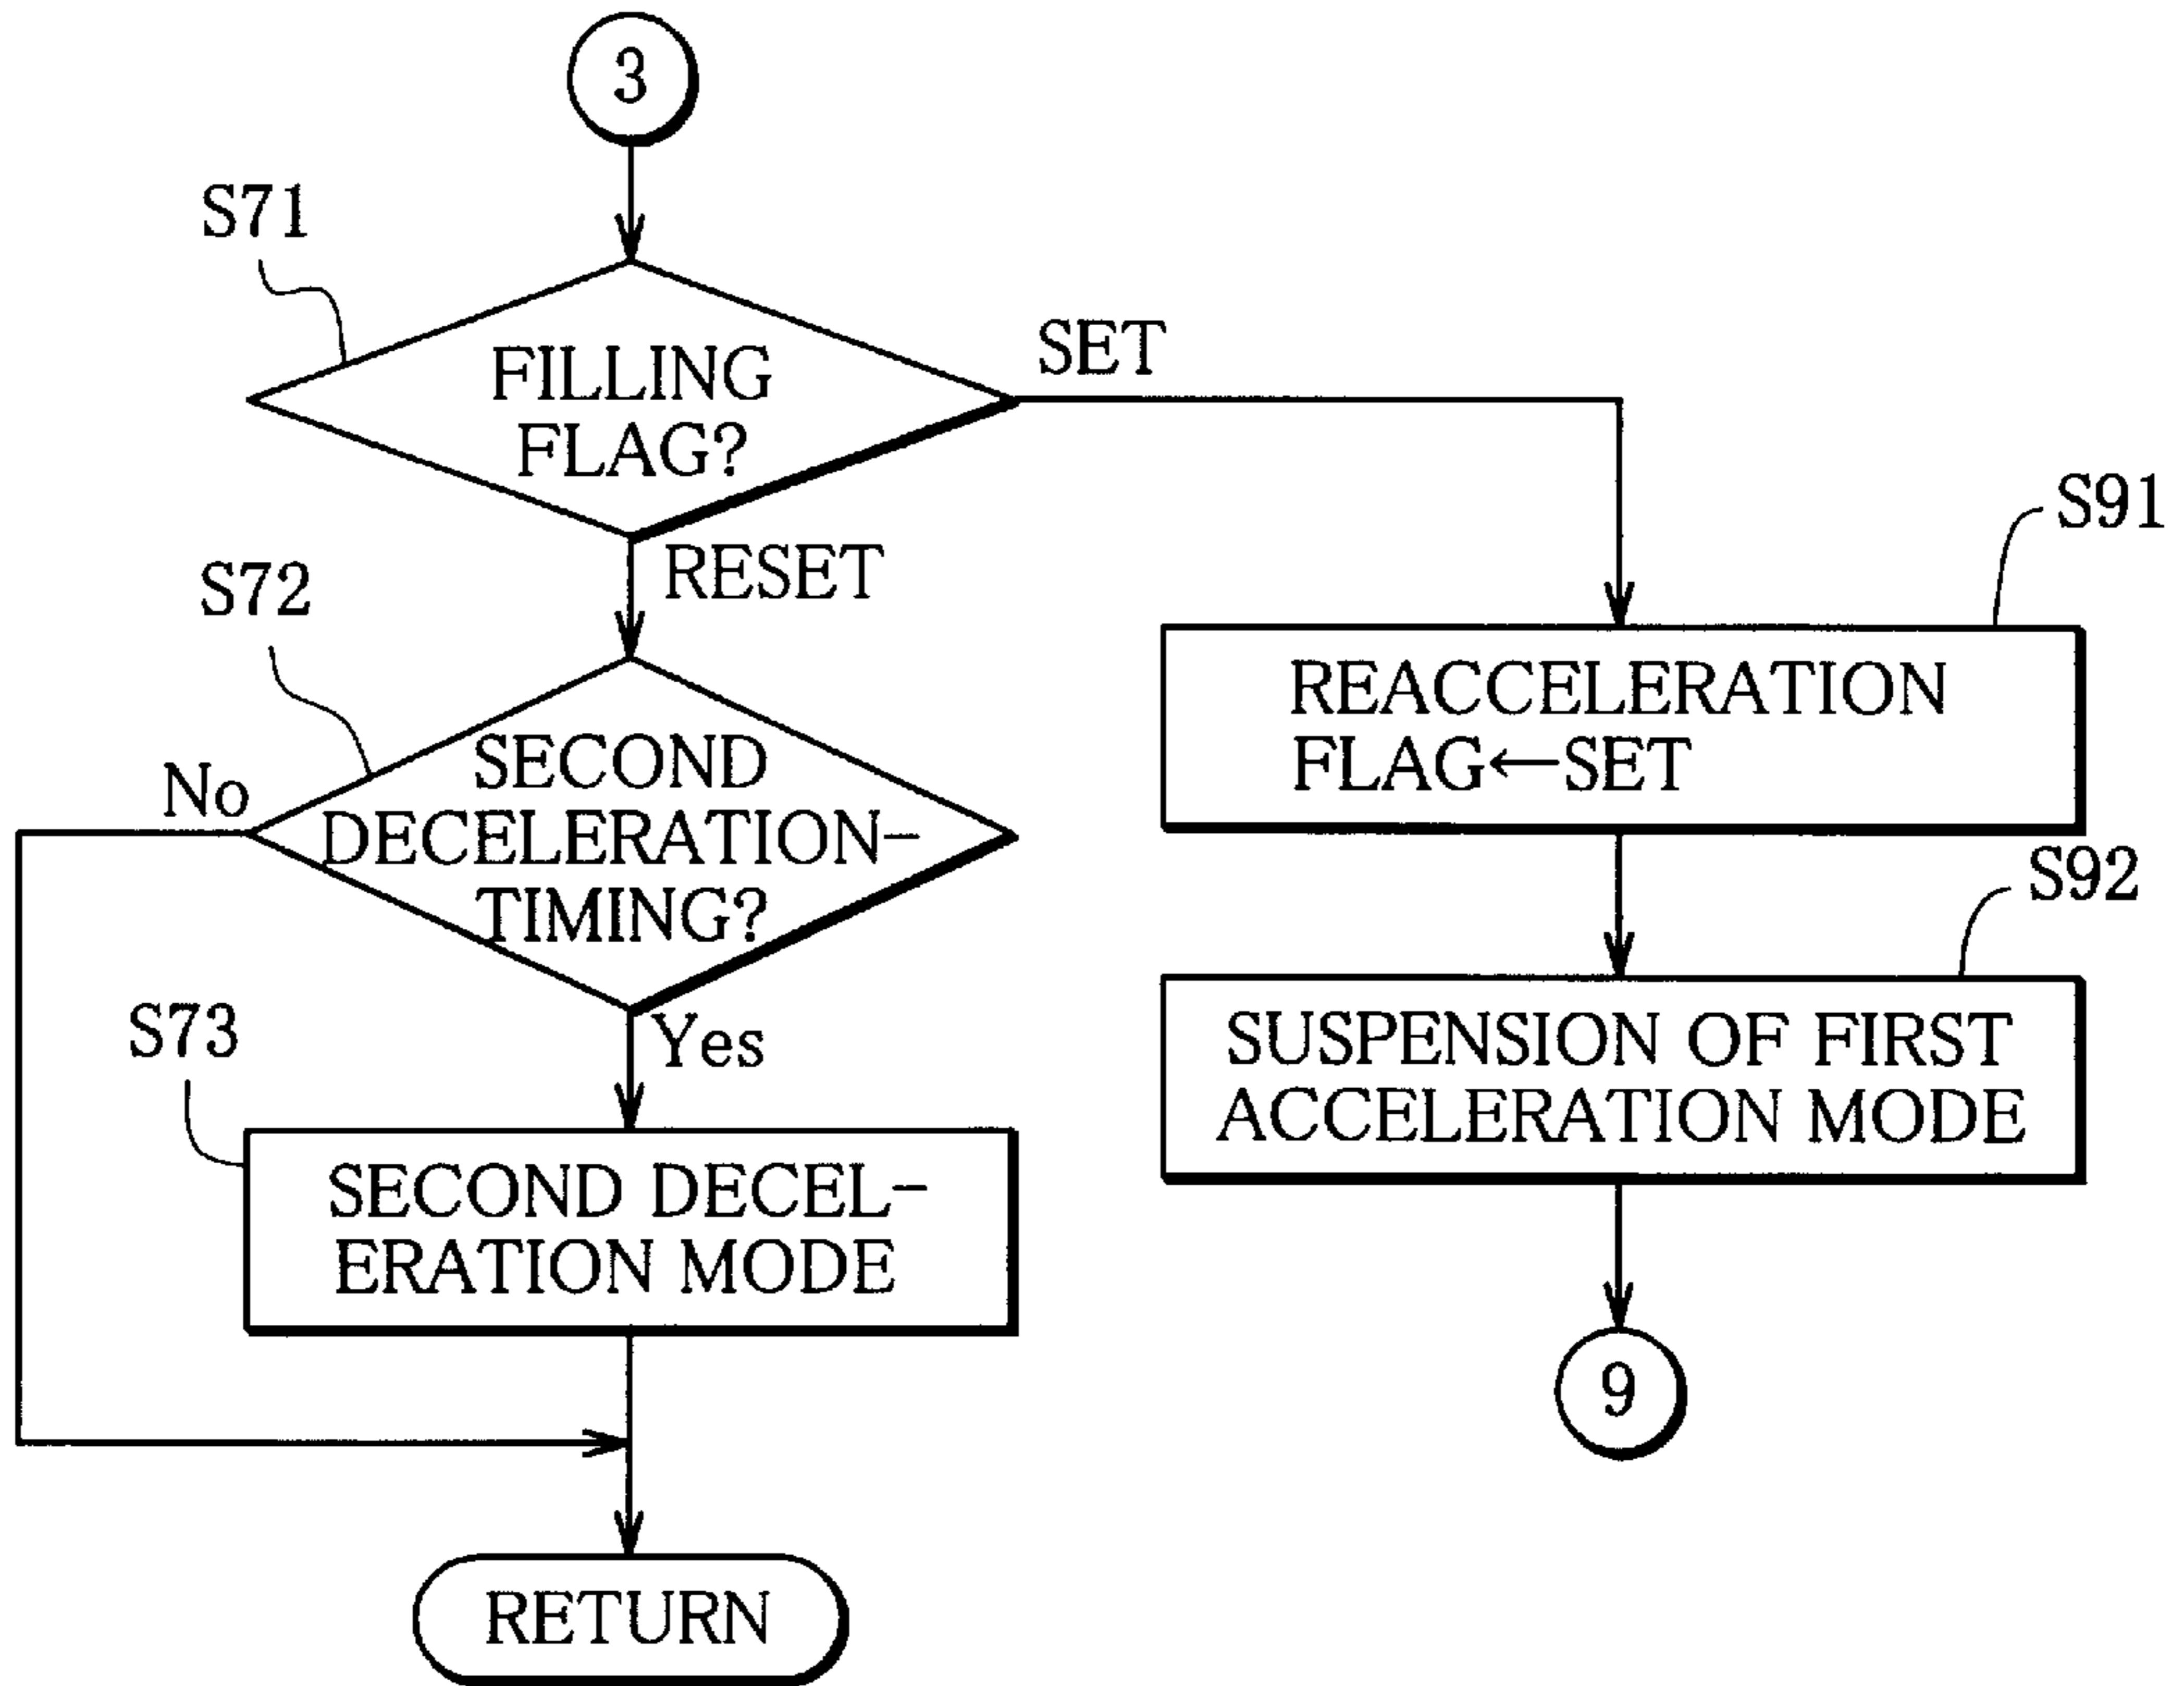 3
S71
FILLING
FLAG?
SET
RESET
S72
SECOND
DECELERATION-
TIMING?
No
Yes
S73
SECOND DECEL-
ERATION MODE
RETURN
S91
REACCELERATION
FLAG←SET
S92
SUSPENSION OF FIRST
ACCELERATION MODE
9